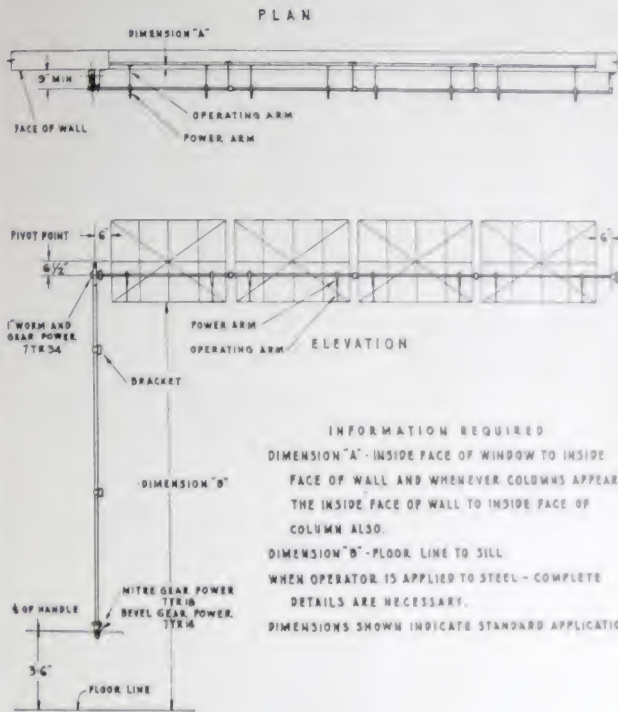 PLAN
DIMENSION "A"
9" MIN
OPERATING ARM
FACE OF WALL
POWER ARM
PIVOT POINT
6"
6"
6 1/2"
1" WORM AND
GEAR POWER
7TR34
POWER ARM
OPERATING ARM
ELEVATION
BRACKET
INFORMATION REQUIRED
DIMENSION "A" - INSIDE FACE OF WINDOW TO INSIDE
FACE OF WALL AND WHENEVER COLUMNS APPEAR
THE INSIDE FACE OF WALL TO INSIDE FACE OF
COLUMN ALSO.
DIMENSION "B"
DIMENSION "B" - FLOOR LINE TO SILL
WHEN OPERATOR IS APPLIED TO STEEL - COMPLETE
DETAILS ARE NECESSARY.
DIMENSIONS SHOWN INDICATE STANDARD APPLICATIO
MITRE GEAR POWER
7TR18
BEVEL GEAR POWER
7TR16
℄ OF HANDLE
3'-6"
FLOOR LINE